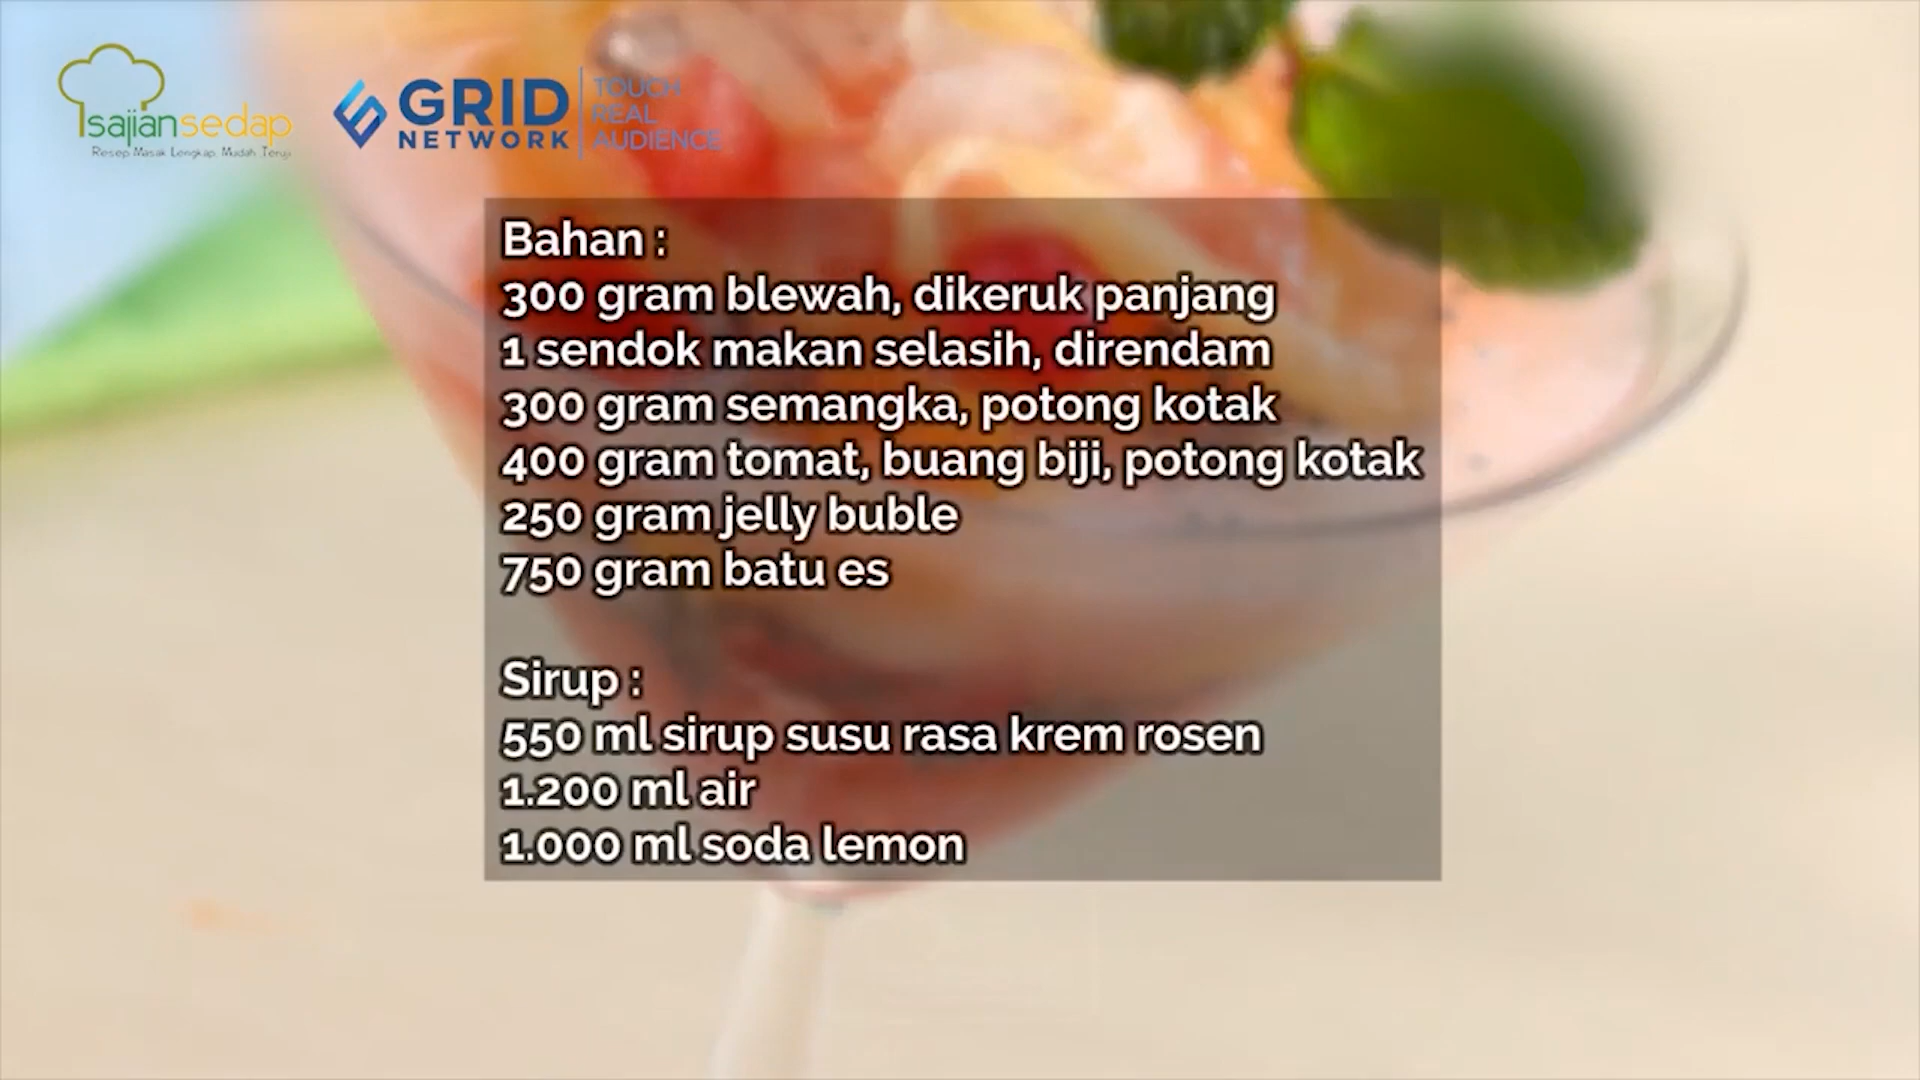 sajiansedap
Resep Masak Lengkap, Mudah Teruji
GRID
NETWORK
TOUCH
REAL
AUDIENCE
Bahan :
300 gram blewah, dikeruk panjang
1 sendok makan selasih, direndam
300 gram semangka, potong kotak
400 gram tomat, buang biji, potong kotak
250 gram jelly buble
750 gram batu es
Sirup :
550 ml sirup susu rasa krem rosen
1.200 ml air
1.000 ml soda lemon